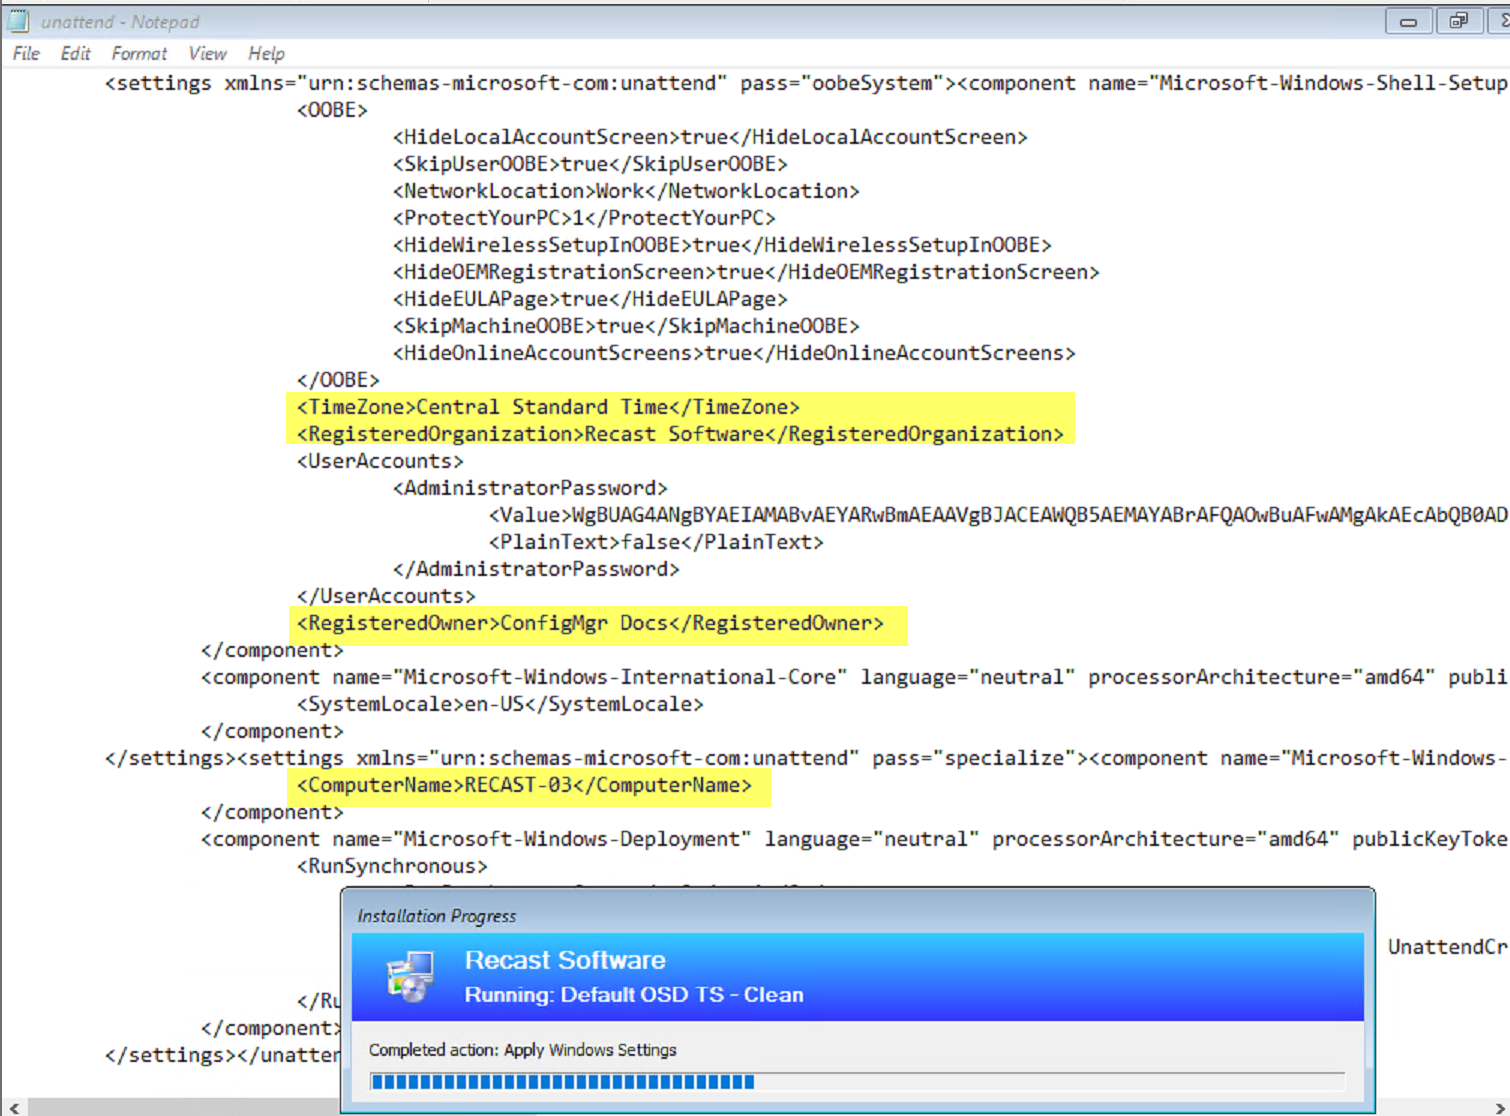 unattend - Notepad
File Edit Format View Help
<settings xmlns="urn:schemas-microsoft-com:unattend" pass="oobeSystem"><component name="Microsoft-Windows-Shell-Setup
<OOBE>
<HideLocalAccountScreen>true</HideLocalAccountScreen>
<SkipUserOOBE>true</SkipUserOOBE>
<NetworkLocation>Work</NetworkLocation>
<ProtectYourPC>1</ProtectYourPC>
<HideWirelessSetupInOOBE>true</HideWirelessSetupInOOBE>
<HideOEMRegistrationScreen>true</HideOEMRegistrationScreen>
<HideEULAPage>true</HideEULAPage>
<SkipMachineOOBE>true</SkipMachineOOBE>
<HideOnlineAccountScreens>true</HideOnlineAccountScreens>
</OOBE>
<TimeZone>Central Standard Time</TimeZone>
<RegisteredOrganization>Recast Software</RegisteredOrganization>
<UserAccounts>
<AdministratorPassword>
<Value>WgBUAG4ANgBYAEIAMABvAEYARwBmAEAAVgBJACEAWQB5AEMAYABrAFQAOwBuAFwAMgAkAEcAbQB0AD
<PlainText>false</PlainText>
</AdministratorPassword>
</UserAccounts>
<RegisteredOwner>ConfigMgr Docs</RegisteredOwner>
</component>
<component name="Microsoft-Windows-International-Core" language="neutral" processorArchitecture="amd64" publi
<SystemLocale>en-US</SystemLocale>
</component>
</settings><settings xmlns="urn:schemas-microsoft-com:unattend" pass="specialize"><component name="Microsoft-Windows-
<ComputerName>RECAST-03</ComputerName>
</component>
<component name="Microsoft-Windows-Deployment" language="neutral" processorArchitecture="amd64" publicKeyToke
<RunSynchronous>
UnattendCr
</Ru
</component>
</settings></unatten
Installation Progress
Recast Software
Running: Default OSD TS - Clean
Completed action: Apply Windows Settings